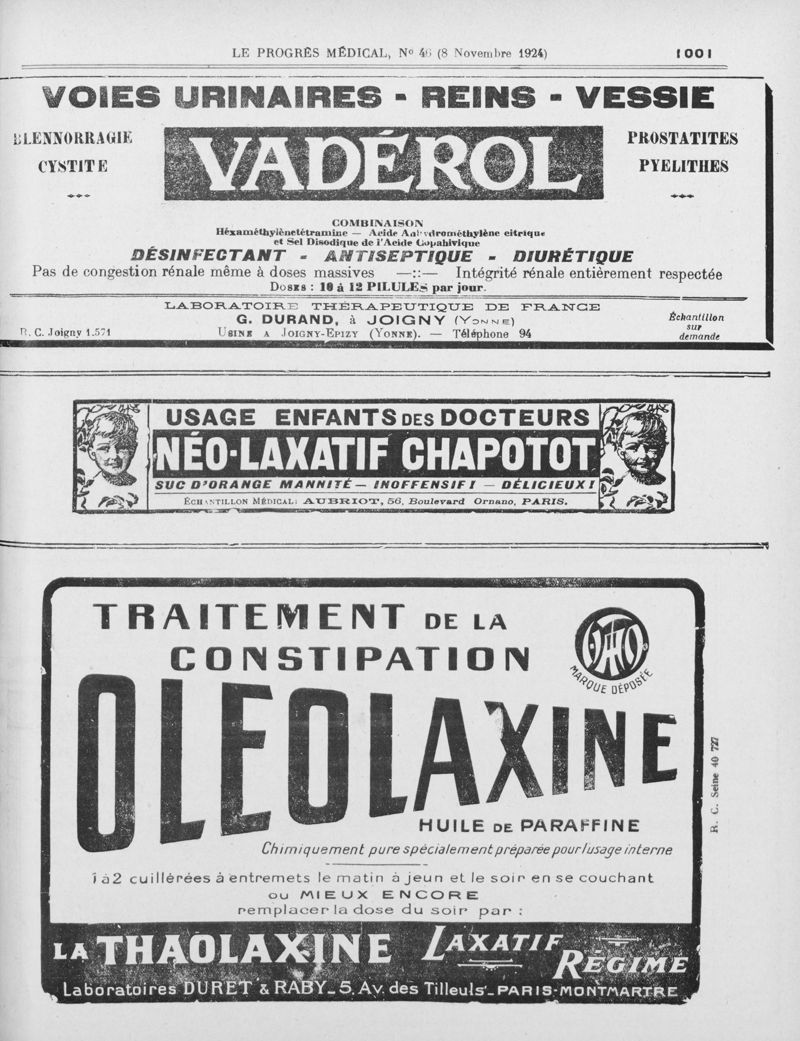 LE PROGRÈS MÉDICAL, Nº 46 (8 Novembre 1924) 1001
VOIES URINAIRES - REINS - VESSIE
BLENNORRAGIE
CYSTITE
VADÉROL
PROSTATITES
PYELITHES
COMBINAISON
Héxaméthylènetétramine — Acide Anhydrométhylène citrique
et Sel Disodique de l'Acide Copahivique
DÉSINFECTANT - ANTISEPTIQUE - DIURÉTIQUE
Pas de congestion rénale même à doses massives —::— Intégrité rénale entièrement respectée
DOSES : 10 à 12 PILULES par jour.
LABORATOIRE THÉRAPEUTIQUE DE FRANCE
G. DURAND, à JOIGNY (YONNE)
R. C. Joigny 1.571
USINE A JOIGNY-EPIZY (YONNE). — Téléphone 94
Échantillon
sur
demande
USAGE ENFANTS DES DOCTEURS
NÉO-LAXATIF CHAPOTOT
SUC D'ORANGE MANNITÉ — INOFFENSIF! — DÉLICIEUX!
ÉCHANTILLON MÉDICAL: AUBRIOT, 56, Boulevard Ornano, PARIS.
TRAITEMENT DE LA
CONSTIPATION
MARQUE DÉPOSÉE
OLEOLAXINE
HUILE DE PARAFFINE
Chimiquement pure spécialement préparée pour l'usage interne
1 à 2 cuillérées à entremets le matin à jeun et le soir en se couchant
OU MIEUX ENCORE
remplacer la dose du soir par :
LA THAOLAXINE LAXATIF RÉGIME
Laboratoires DURET & RABY_5, Av. des Tilleuls_PARIS-MONTMARTRE
R. C. Seine 40 727